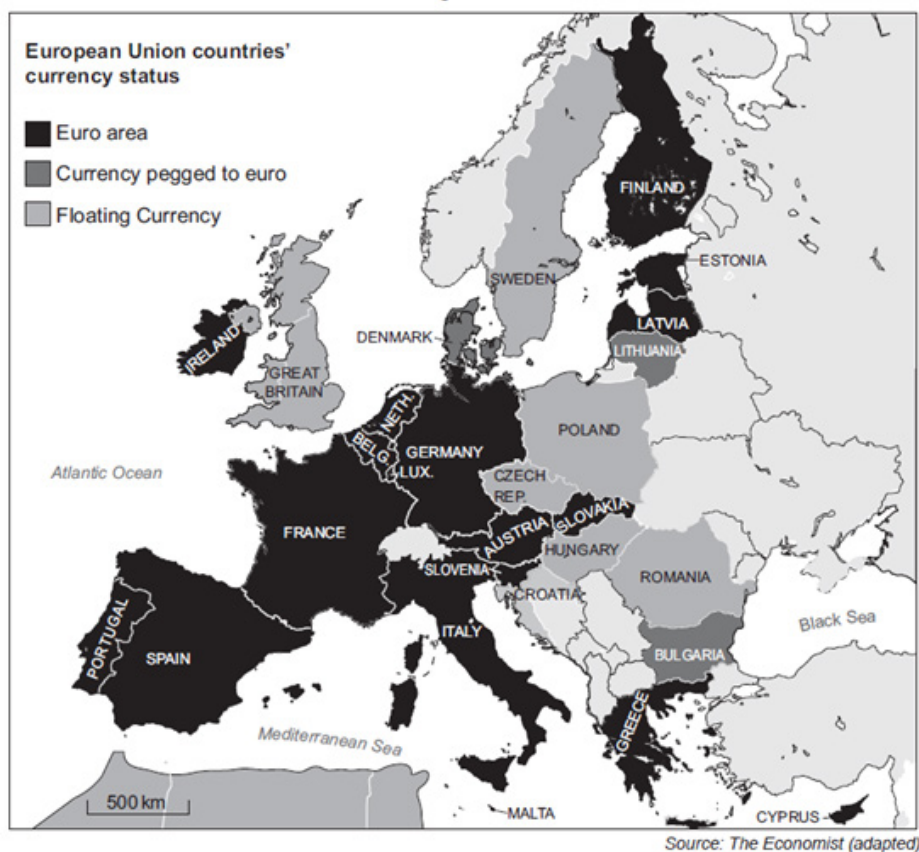 European Union countries'
currency status
Euro area
Currency pegged to euro
Floating Currency
FINLAND
ESTONIA
SWEDEN
LATVIA
DENMARK
LITHUANIA
IRELAND
GREAT
BRITAIN
NETH.
POLAND
BELG.
GERMANY
LUX.
Atlantic Ocean
CZECH
REP.
SLOVAKIA
AUSTRIA
FRANCE
HUNGARY
SLOVENIA
ROMANIA
CROATIA
ITALY
Black Sea
PORTUGAL
SPAIN
BULGARIA
GREECE
Mediterranean Sea
500 km
MALTA
CYPRUS
Source: The Economist (adapted)